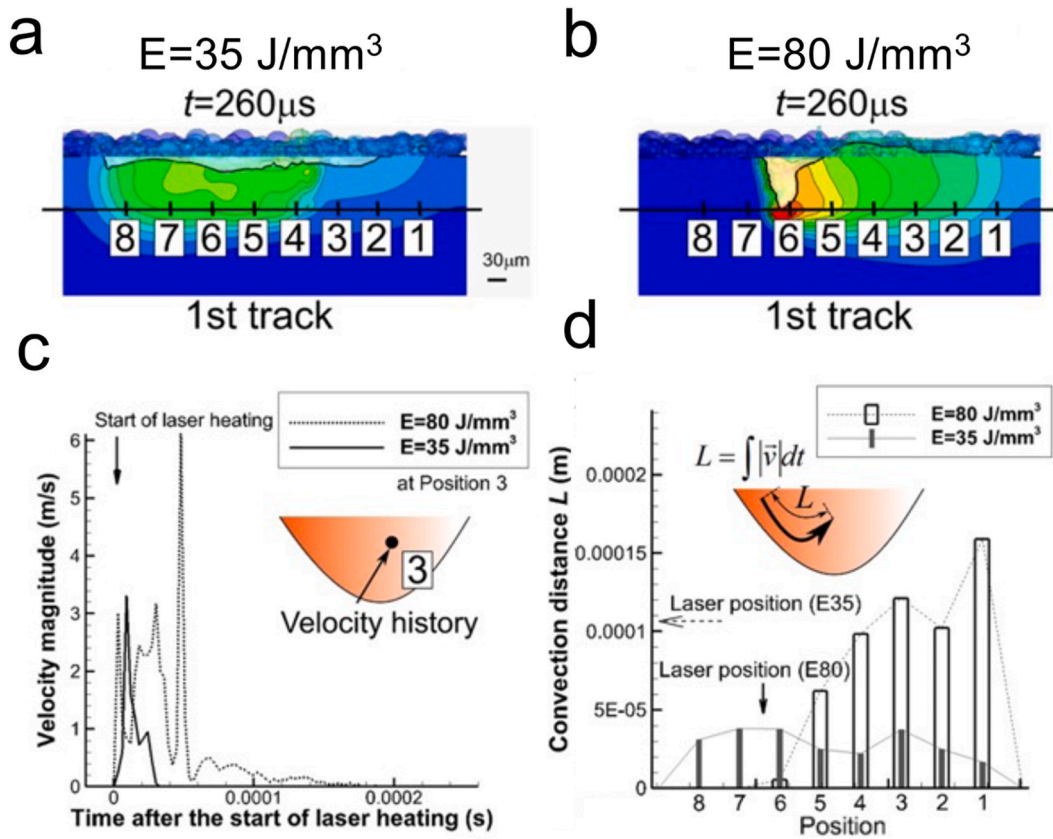 a
E=35 J/mm³
t=260μs
8 7 6 5 4 3 2 1
30μm
1st track
b
E=80 J/mm³
t=260μs
8 7 6 5 4 3 2 1
1st track
c
Start of laser heating
E=80 J/mm³
E=35 J/mm³
at Position 3
3
Velocity history
Velocity magnitude (m/s)
6
5
4
3
2
1
0
0 0.0001 0.0002
Time after the start of laser heating (s)
d
E=80 J/mm³
E=35 J/mm³
L = ∫|v⃗|dt
L
Laser position (E35)
Laser position (E80)
Convection distance L (m)
0.0002
0.00015
0.0001
5E-05
0
8 7 6 5 4 3 2 1
Position